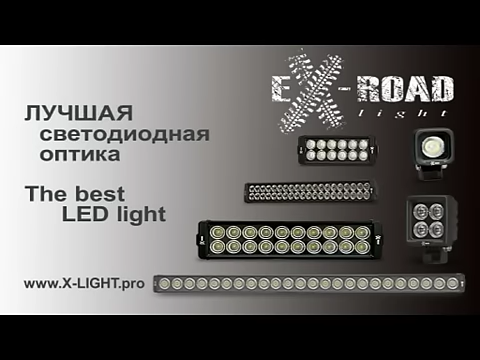 EX ROAD
light
ЛУЧШАЯ
светодиодная
оптика
The best
LED light
www.X-LIGHT.pro